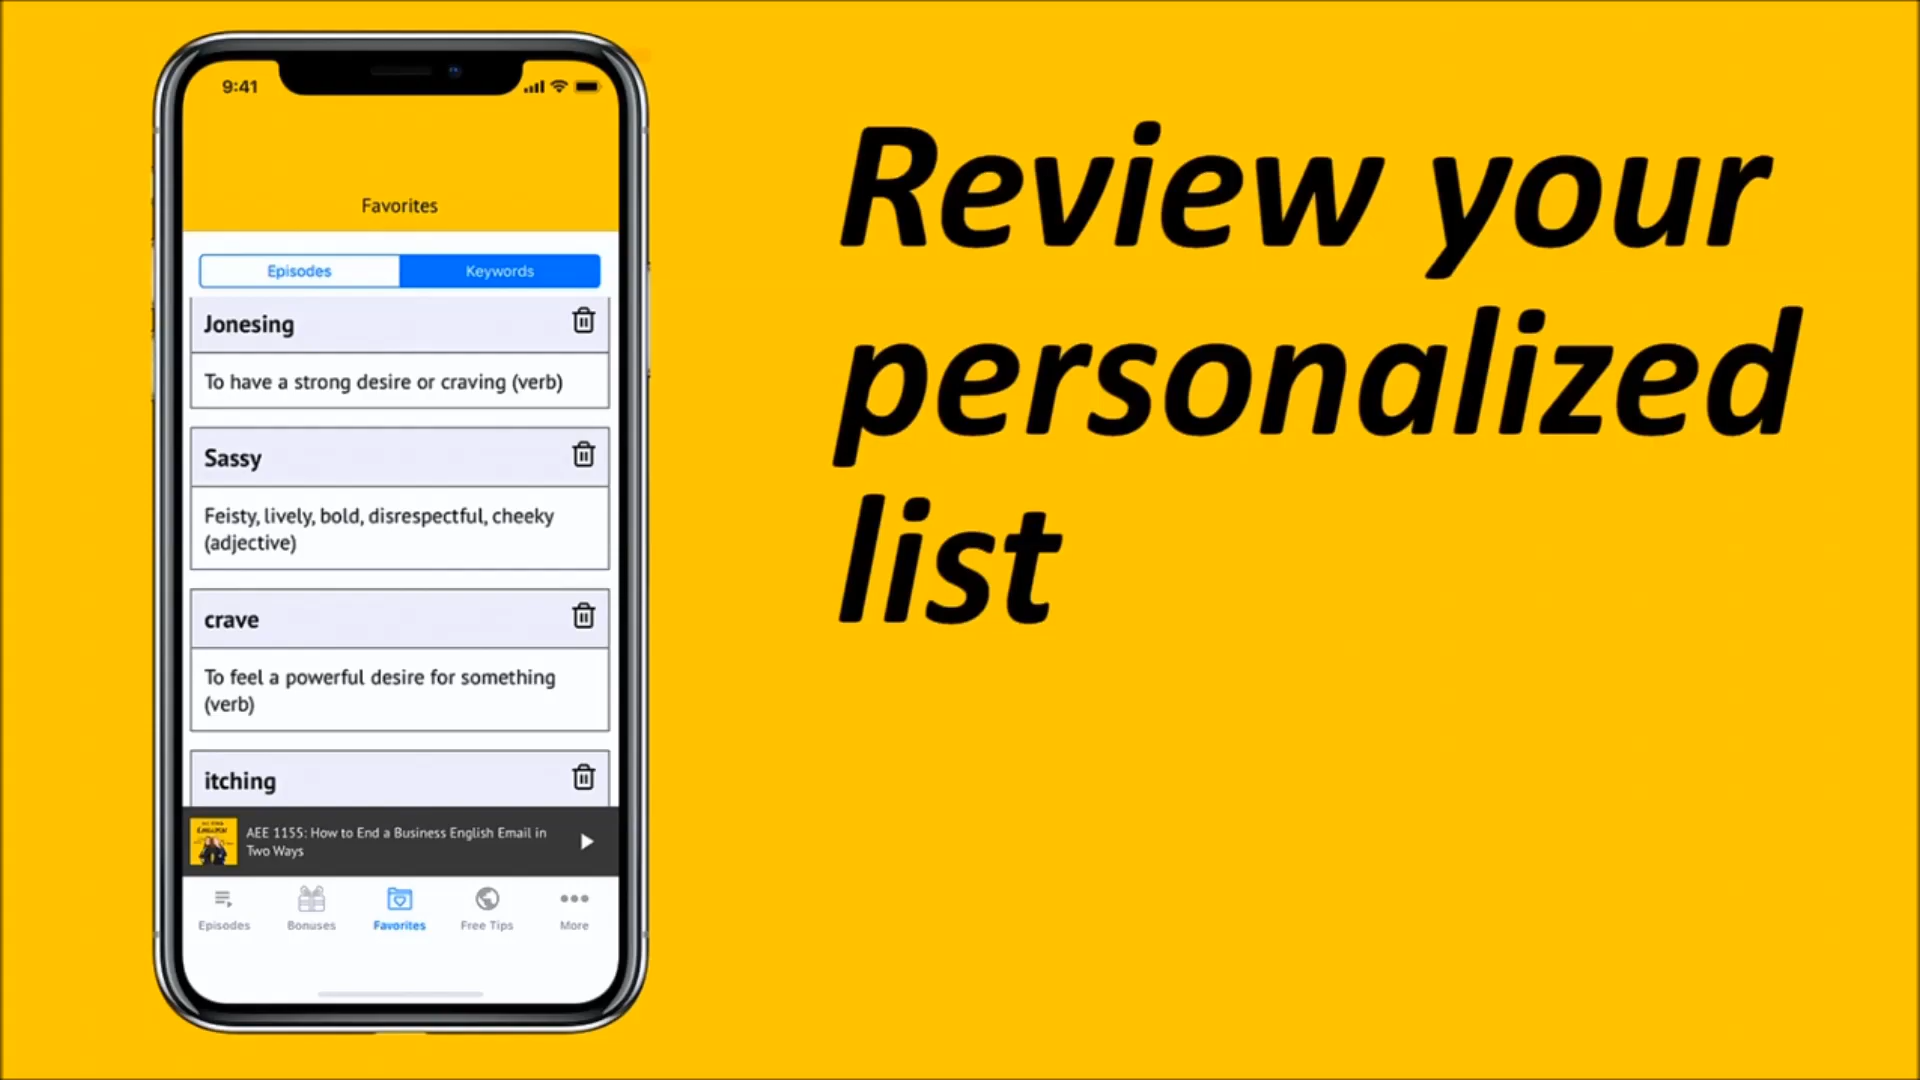 9:41
Favorites
Episodes
Keywords
Jonesing
To have a strong desire or craving (verb)
Sassy
Feisty, lively, bold, disrespectful, cheeky
(adjective)
crave
To feel a powerful desire for something
(verb)
itching
AEE 1155: How to End a Business English Email in
Two Ways
Episodes
Bonuses
Favorites
Free Tips
More
Review your
personalized
list